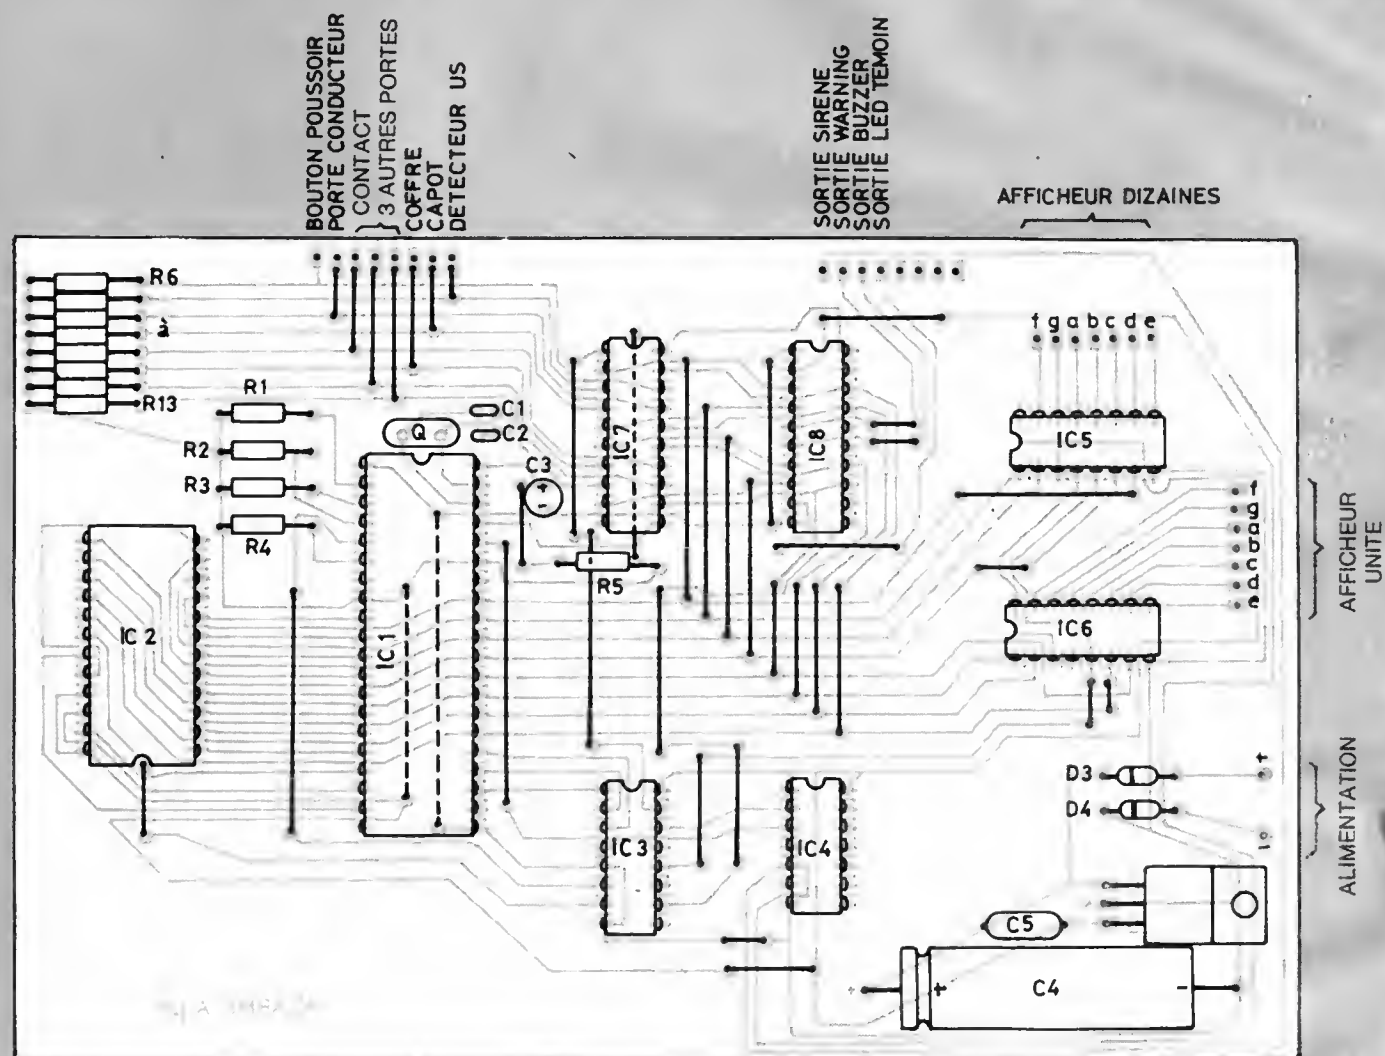 BOUTON POUSSOIR
PORTE CONDUCTEUR
CONTACT
3 AUTRES PORTES
COFFRE
CAPOT
DETECTEUR US
SORTIE SIRENE
SORTIE WARNING
SORTIE BUZZER
SORTIE LED TEMOIN
AFFICHEUR DIZAINES
R6
à
R13
R1
R2
R3
R4
Q
C1
C2
C3
+
-
IC7
IC8
f g a b c d e
IC5
f
g
a
b
c
d
e
AFFICHEUR
UNITE
R5
IC 2
IC 1
IC6
D3
D4
+
-
ALIMENTATION
IC3
IC4
C5
+
+
C4
-